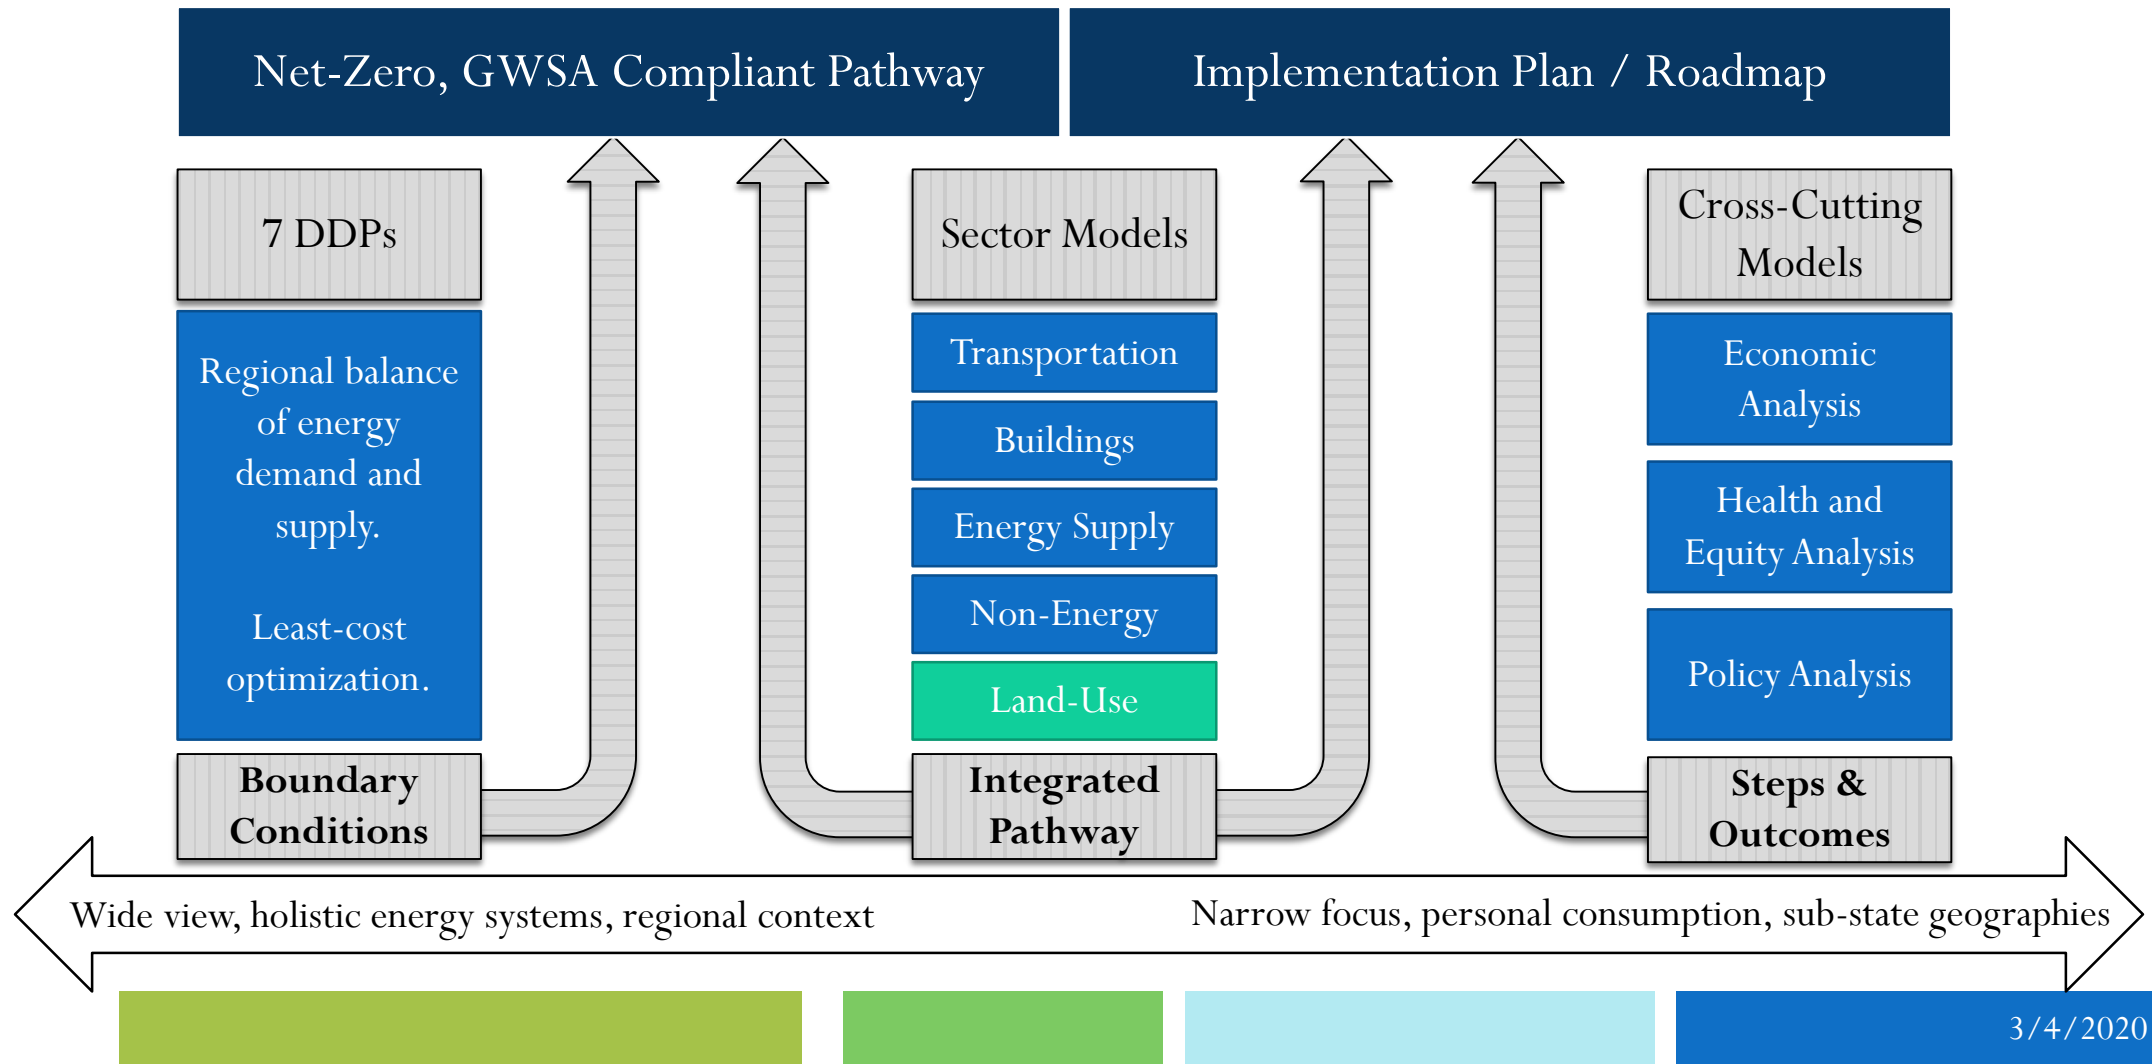 Net-Zero, GWSA Compliant Pathway
Implementation Plan / Roadmap
7 DDPs
Regional balance
of energy
demand and
supply.
Least-cost
optimization.
Boundary
Conditions
Sector Models
Transportation
Buildings
Energy Supply
Non-Energy
Land-Use
Integrated
Pathway
Cross-Cutting
Models
Economic
Analysis
Health and
Equity Analysis
Policy Analysis
Steps &
Outcomes
Wide view, holistic energy systems, regional context
Narrow focus, personal consumption, sub-state geographies
3/4/2020